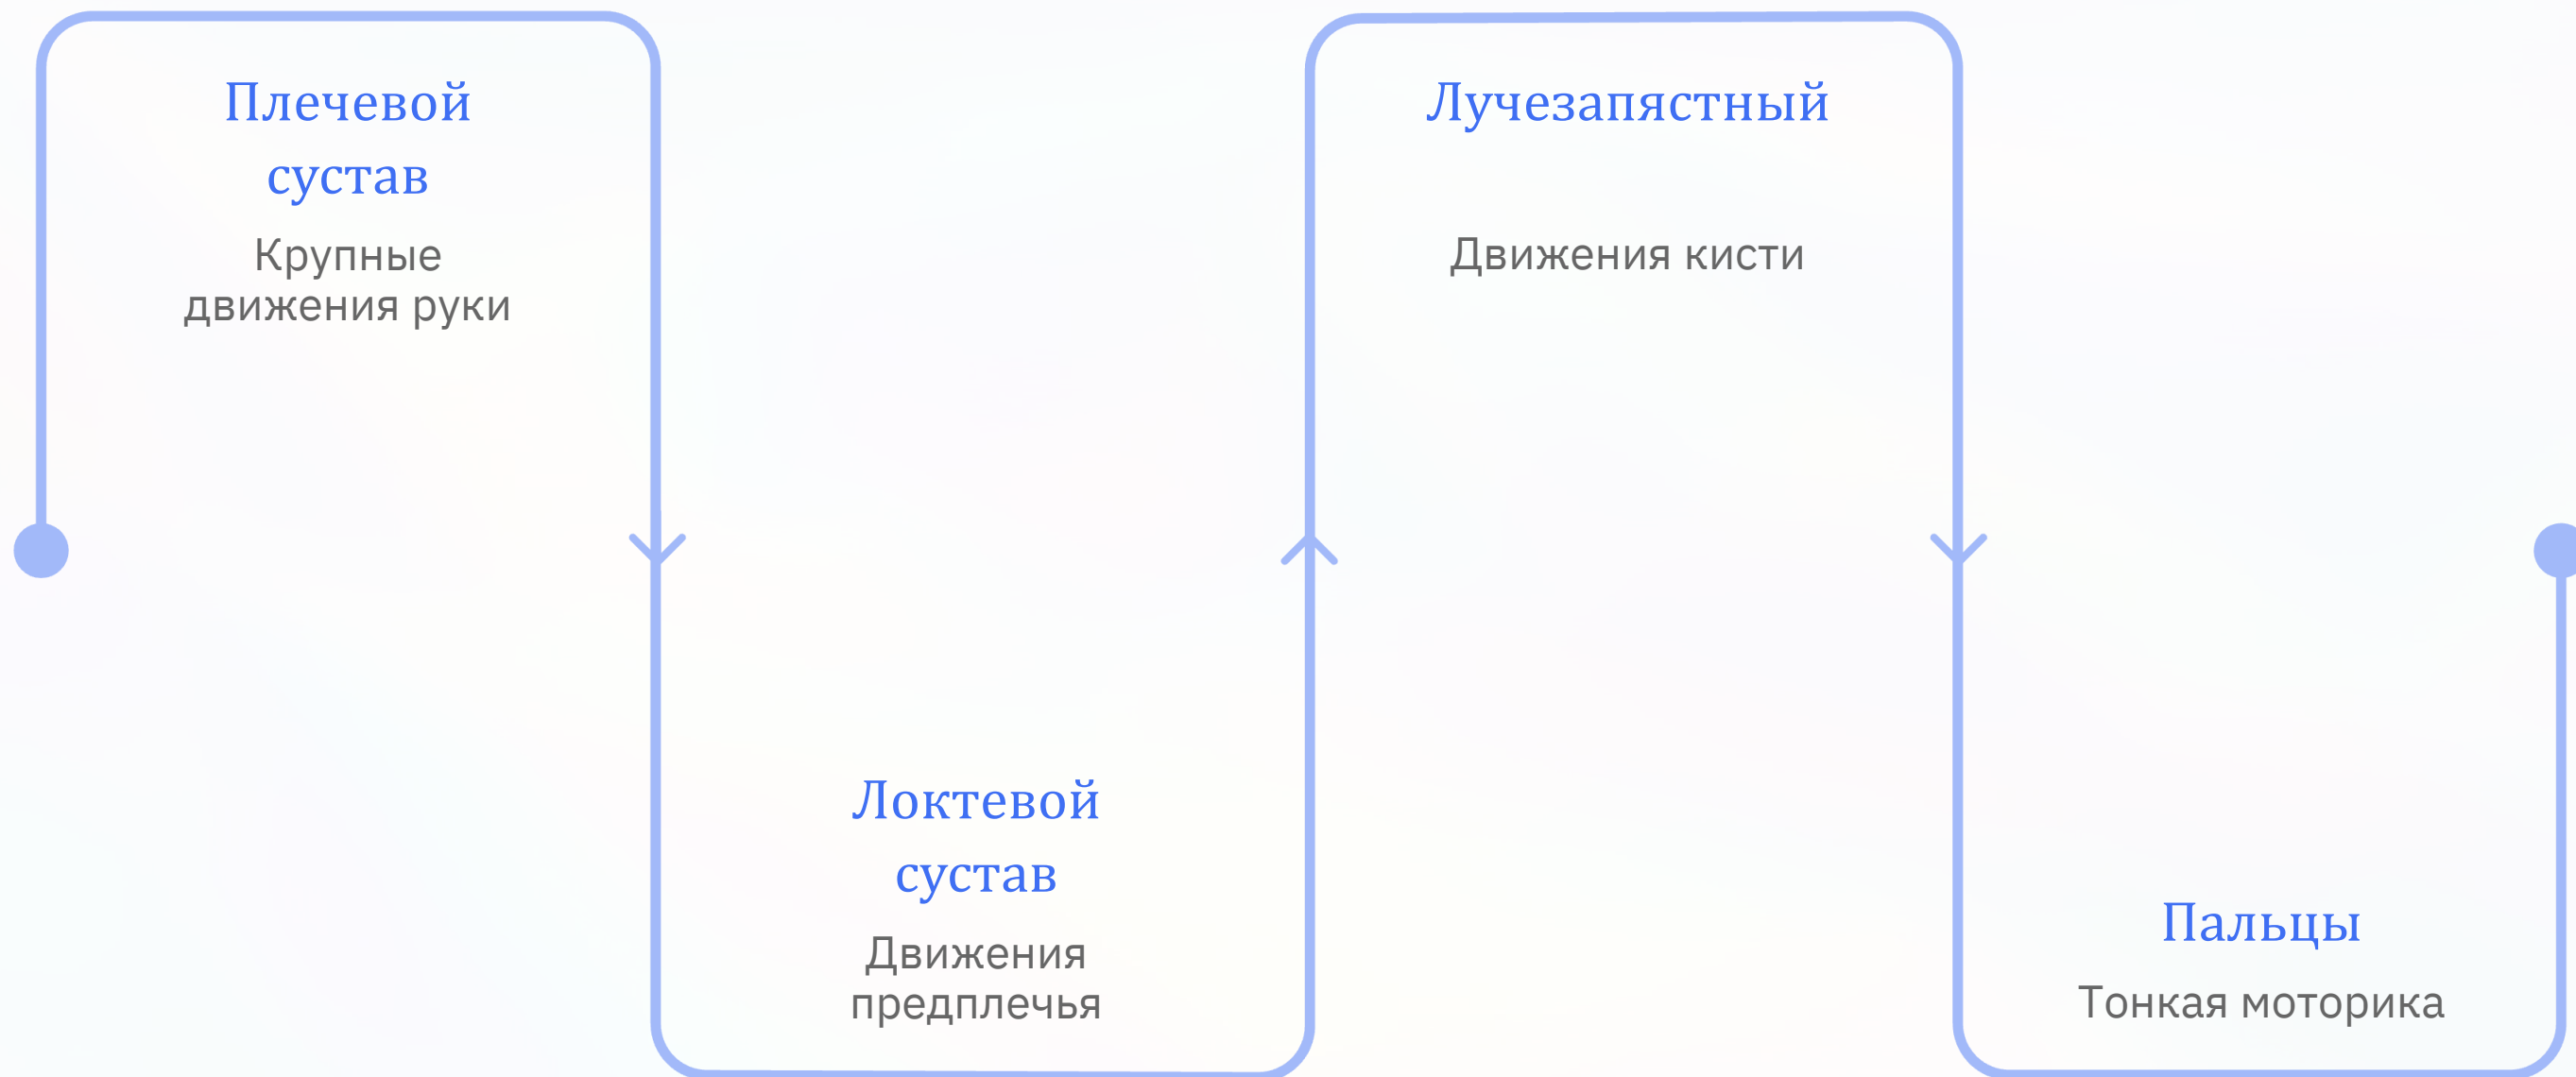 Плечевой
сустав
Крупные
движения руки
Локтевой
сустав
Движения
предплечья
Лучезапястный
Движения кисти
Пальцы
Тонкая моторика